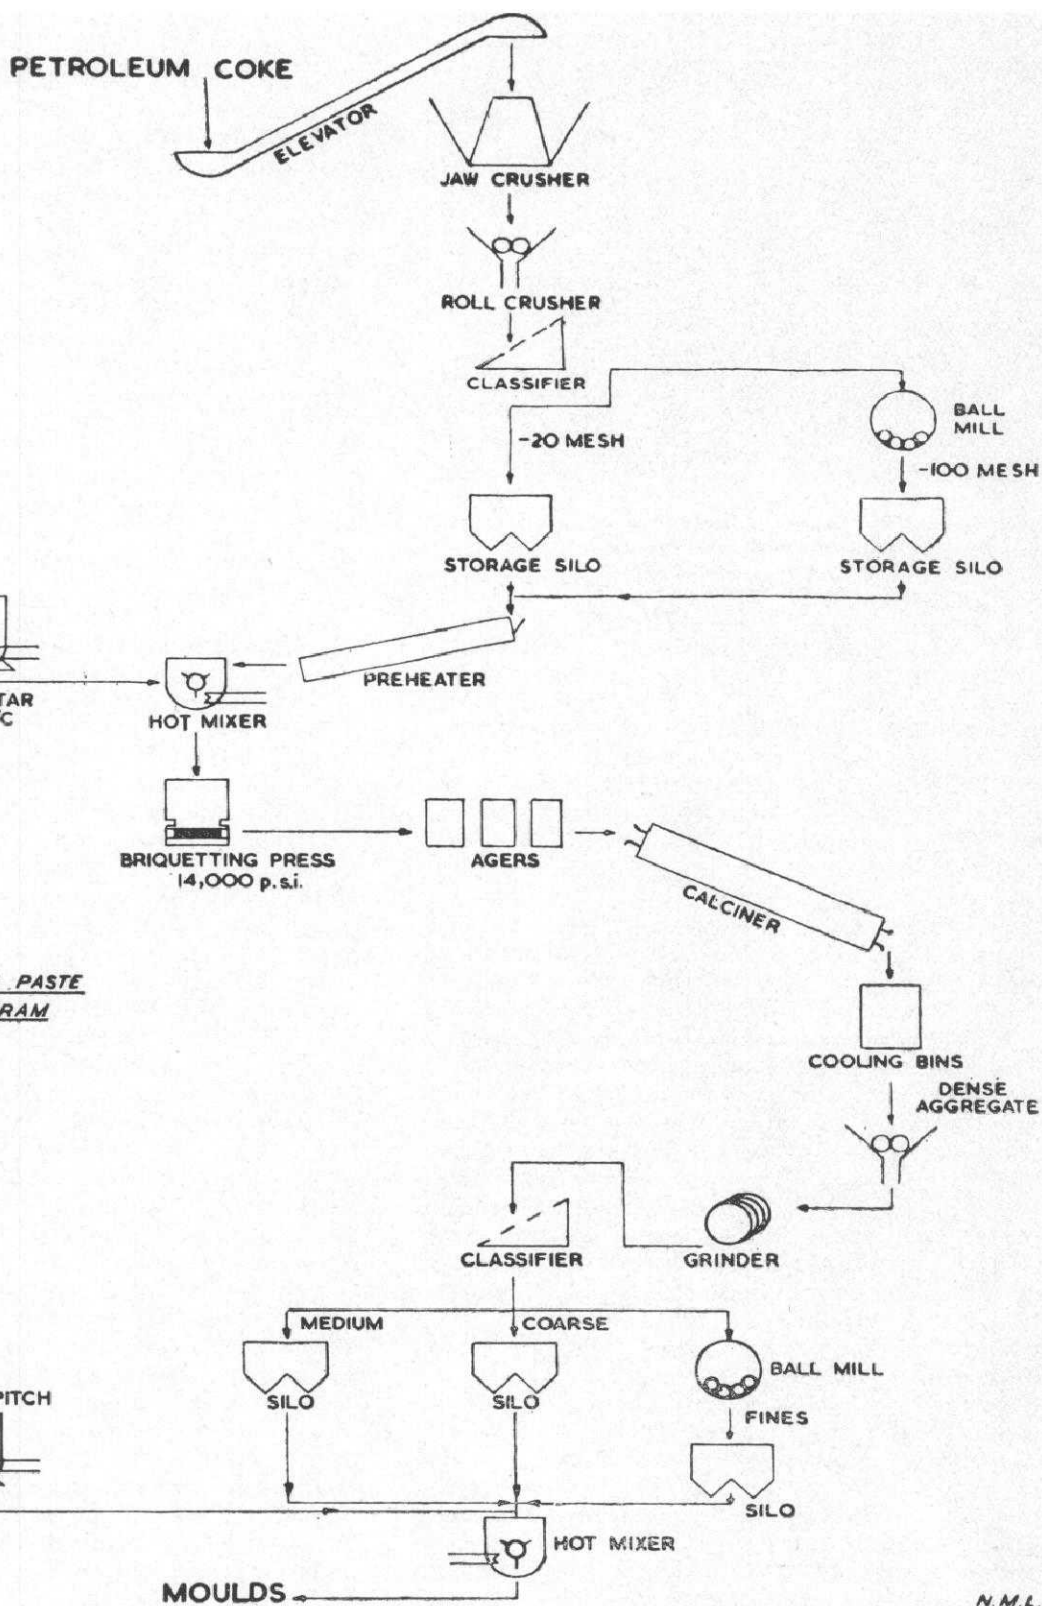 PETROLEUM COKE
ELEVATOR
JAW CRUSHER
ROLL CRUSHER
CLASSIFIER
BALL
MILL
-20 MESH
-100 MESH
STORAGE SILO
STORAGE SILO
PREHEATER
TAR
C
HOT MIXER
BRIQUETTING PRESS
14,000 p.s.i.
AGERS
CALCINER
PASTE
RAM
COOLING BINS
DENSE
AGGREGATE
CLASSIFIER
GRINDER
MEDIUM
COARSE
BALL MILL
SILO
SILO
PITCH
FINES
SILO
HOT MIXER
MOULDS
N.M.L.